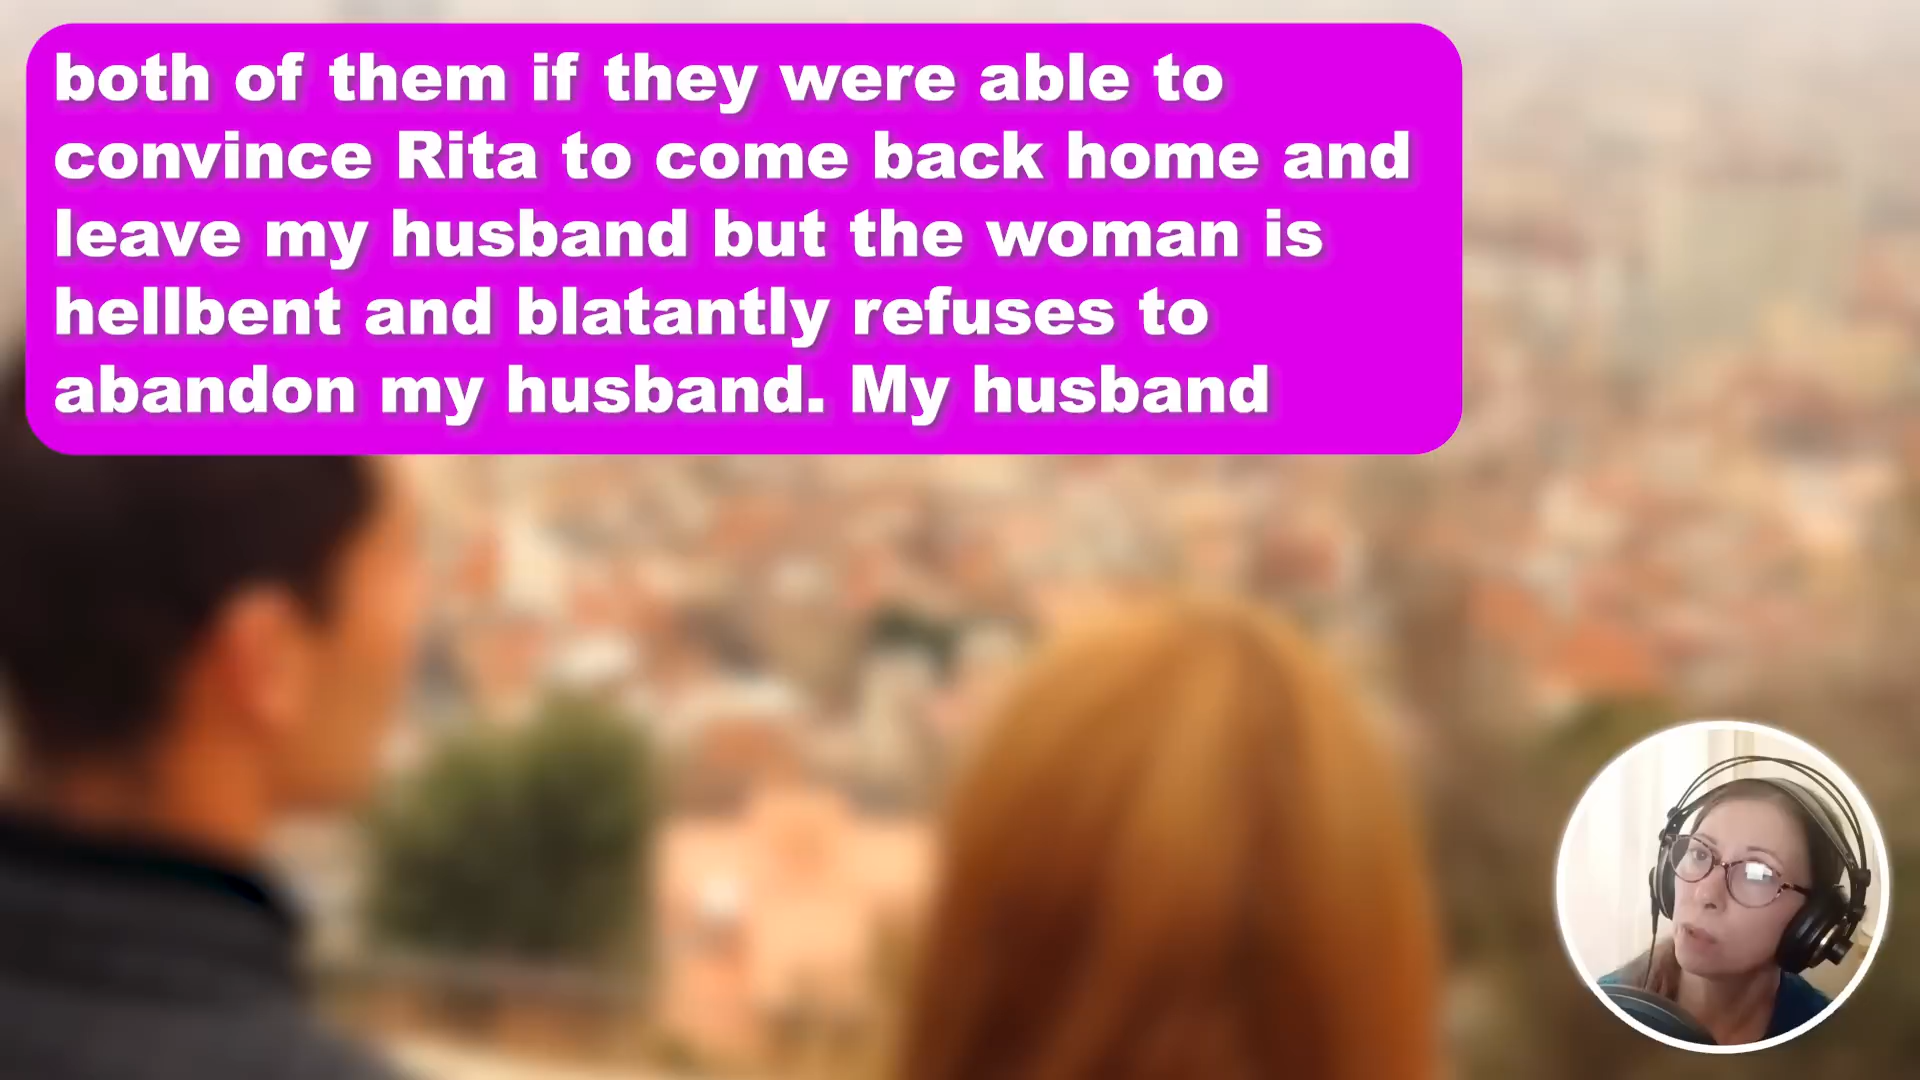 both of them if they were able to
convince Rita to come back home and
leave my husband but the woman is
hellbent and blatantly refuses to
abandon my husband. My husband